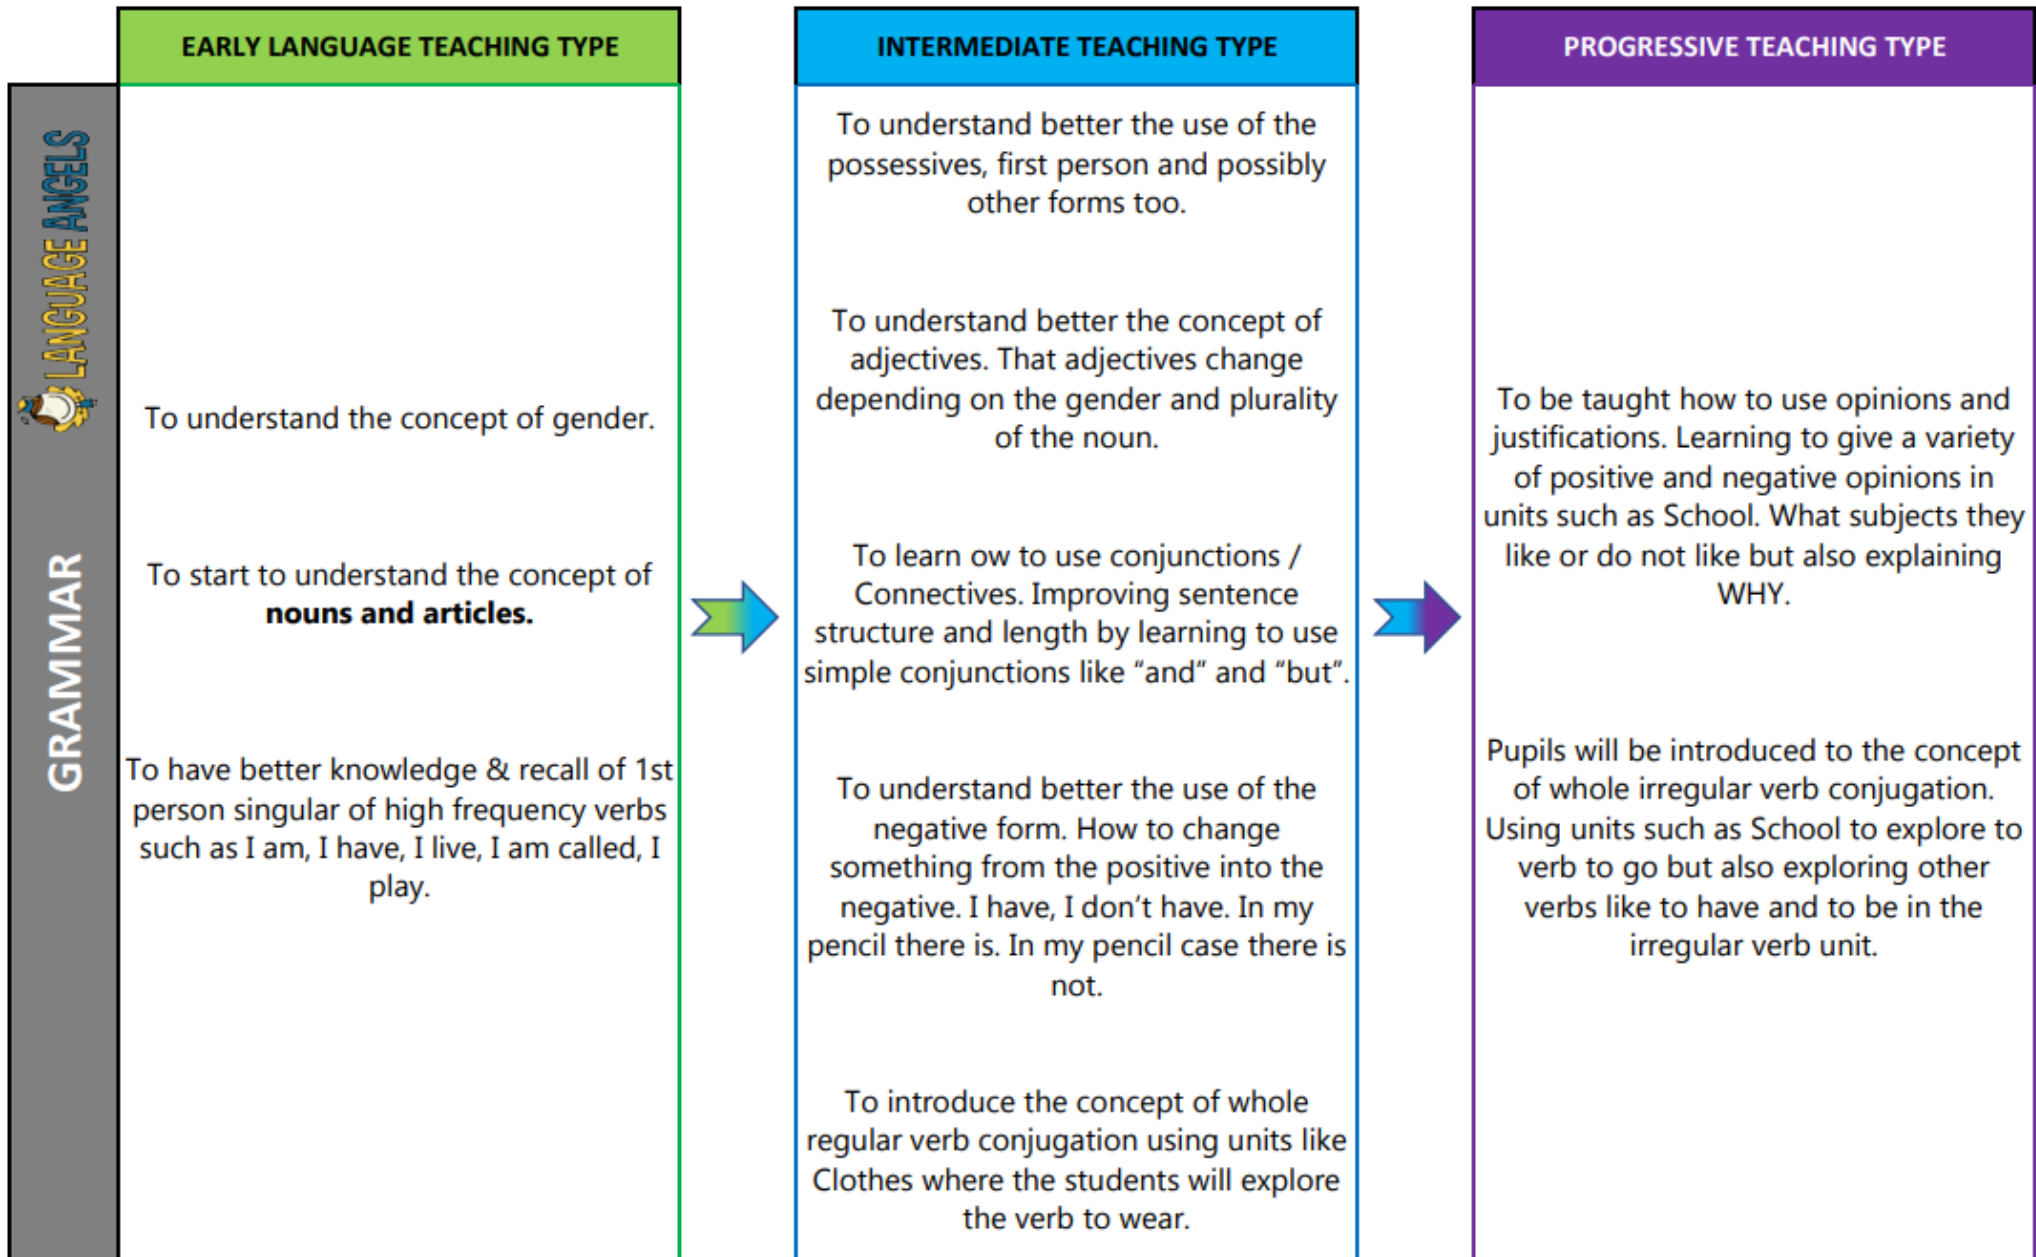 EARLY LANGUAGE TEACHING TYPE
INTERMEDIATE TEACHING TYPE
PROGRESSIVE TEACHING TYPE
LANGUAGE ANGELS
GRAMMAR
To understand the concept of gender.
To start to understand the concept of
nouns and articles.
To have better knowledge & recall of 1st
person singular of high frequency verbs
such as I am, I have, I live, I am called, I
play.
To understand better the use of the
possessives, first person and possibly
other forms too.
To understand better the concept of
adjectives. That adjectives change
depending on the gender and plurality
of the noun.
To learn ow to use conjunctions /
Connectives. Improving sentence
structure and length by learning to use
simple conjunctions like “and” and “but”.
To understand better the use of the
negative form. How to change
something from the positive into the
negative. I have, I don’t have. In my
pencil there is. In my pencil case there is
not.
To introduce the concept of whole
regular verb conjugation using units like
Clothes where the students will explore
the verb to wear.
To be taught how to use opinions and
justifications. Learning to give a variety
of positive and negative opinions in
units such as School. What subjects they
like or do not like but also explaining
WHY.
Pupils will be introduced to the concept
of whole irregular verb conjugation.
Using units such as School to explore to
verb to go but also exploring other
verbs like to have and to be in the
irregular verb unit.